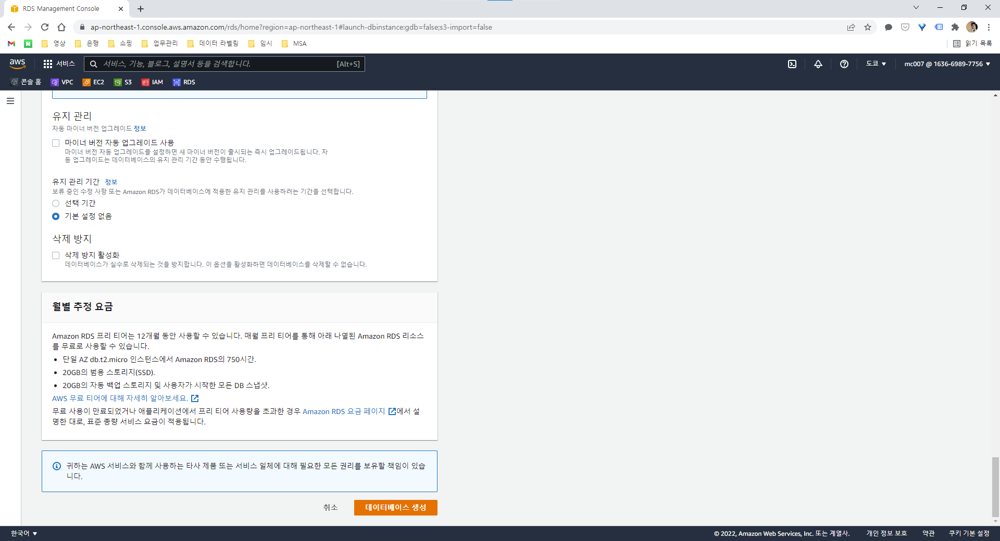 RDS Management Console
ap-northeast-1.console.aws.amazon.com/rds/home?region=ap-northeast-1#launch-dbinstance:gdb=false;s3-import=false
영상 은행 쇼핑 업무관리 데이터 라벨링 임시 MSA 읽기 목록
aws 서비스 서비스, 기능, 블로그, 설명서 등을 검색합니다. [Alt+S] 도쿄 mc007 @ 1636-6989-7756
콘솔 홈 VPC EC2 S3 IAM RDS
유지 관리
자동 마이너 버전 업그레이드 정보
마이너 버전 자동 업그레이드 사용
마이너 버전 자동 업그레이드를 설정하면 새 마이너 버전이 출시되는 즉시 업그레이드됩니다. 자
동 업그레이드는 데이터베이스의 유지 관리 기간 동안 수행됩니다.
유지 관리 기간 정보
보류 중인 수정 사항 또는 Amazon RDS가 데이터베이스에 적용한 유지 관리를 사용하려는 기간을 선택합니다.
선택 기간
기본 설정 없음
삭제 방지
삭제 방지 활성화
데이터베이스가 실수로 삭제되는 것을 방지합니다. 이 옵션을 활성화하면 데이터베이스를 삭제할 수 없습니다.
월별 추정 요금
Amazon RDS 프리 티어는 12개월 동안 사용할 수 있습니다. 매월 프리 티어를 통해 아래 나열된 Amazon RDS 리소스
를 무료로 사용할 수 있습니다.
• 단일 AZ db.t2.micro 인스턴스에서 Amazon RDS의 750시간.
• 20GB의 범용 스토리지(SSD).
• 20GB의 자동 백업 스토리지 및 사용자가 시작한 모든 DB 스냅샷.
AWS 무료 티어에 대해 자세히 알아보세요.
무료 사용이 만료되었거나 애플리케이션에서 프리 티어 사용량을 초과한 경우 Amazon RDS 요금 페이지 에서 설
명한 대로, 표준 종량 서비스 요금이 적용됩니다.
귀하는 AWS 서비스와 함께 사용하는 타사 제품 또는 서비스 일체에 대해 필요한 모든 권리를 보유할 책임이 있습
니다.
취소 데이터베이스 생성
한국어 © 2022, Amazon Web Services, Inc. 또는 계열사. 개인 정보 보호 약관 쿠키 기본 설정